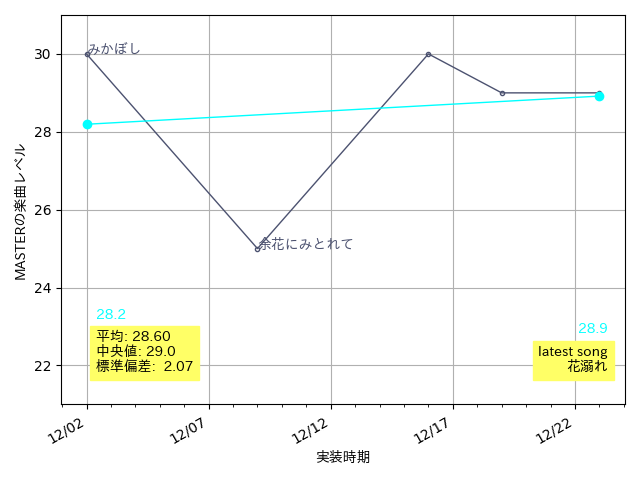 30
28
26
24
22
MASTERの楽曲レベル
みかぼし
余花にみとれて
28.2
平均: 28.60
中央値: 29.0
標準偏差: 2.07
28.9
latest song
花溺れ
12/02
12/07
12/12
12/17
12/22
実装時期